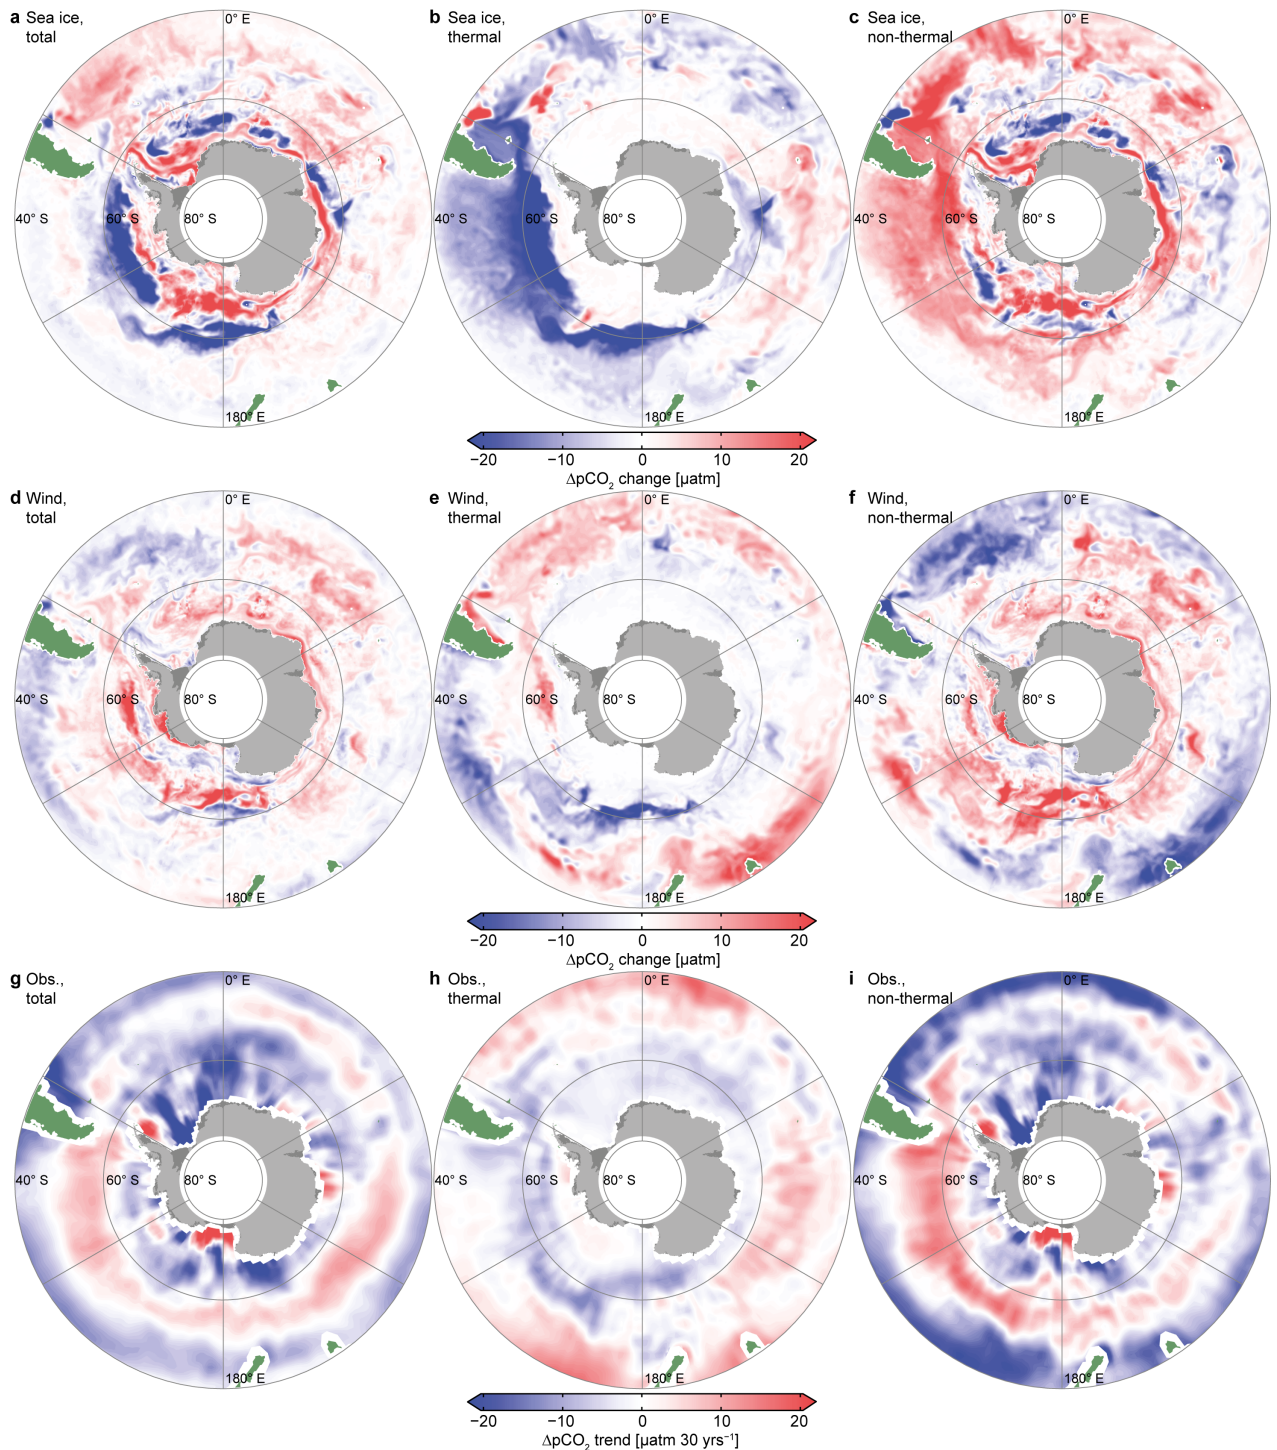 a Sea ice, total
0° E
40° S
60° S
80° S
180° E
b Sea ice, thermal
0° E
40° S
60° S
80° S
180° E
c Sea ice, non-thermal
0° E
40° S
60° S
80° S
180° E
−20 −10 0 10 20
ΔpCO₂ change [µatm]
d Wind, total
0° E
40° S
60° S
80° S
180° E
e Wind, thermal
0° E
40° S
60° S
80° S
180° E
f Wind, non-thermal
0° E
40° S
60° S
80° S
180° E
−20 −10 0 10 20
ΔpCO₂ change [µatm]
g Obs., total
0° E
40° S
60° S
80° S
180° E
h Obs., thermal
0° E
40° S
60° S
80° S
180° E
i Obs., non-thermal
0° E
40° S
60° S
80° S
180° E
−20 −10 0 10 20
ΔpCO₂ trend [µatm 30 yrs⁻¹]